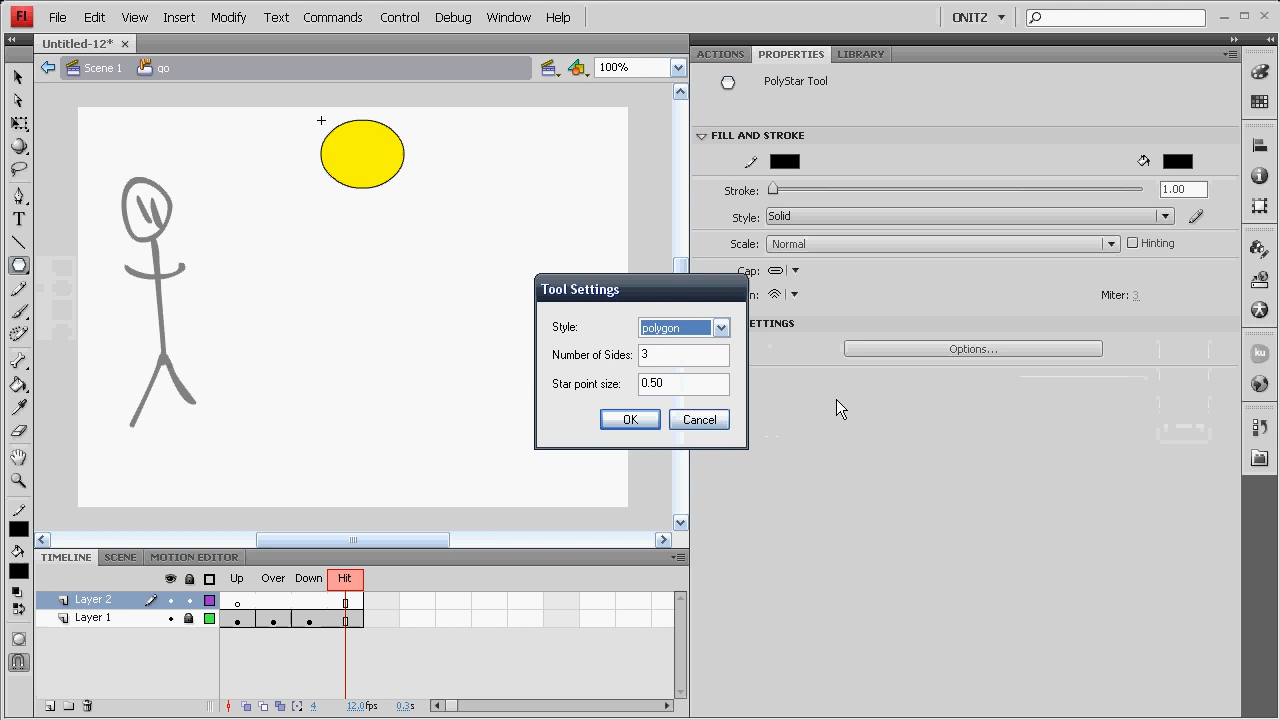 Fl File Edit View Insert Modify Text Commands Control Debug Window Help ONITZ
Untitled-12* ×
Scene 1 go 100%
ACTIONS PROPERTIES LIBRARY
PolyStar Tool
FILL AND STROKE
Stroke: 1.00
Style: Solid
Scale: Normal Hinting
Cap:
n: Miter: 3
ETTINGS
Options...
Tool Settings
Style: polygon
Number of Sides: 3
Star point size: 0.50
OK Cancel
T
ku
TIMELINE SCENE MOTION EDITOR
Up Over Down Hit
Layer 2
Layer 1
4 12.0fps 0.3s